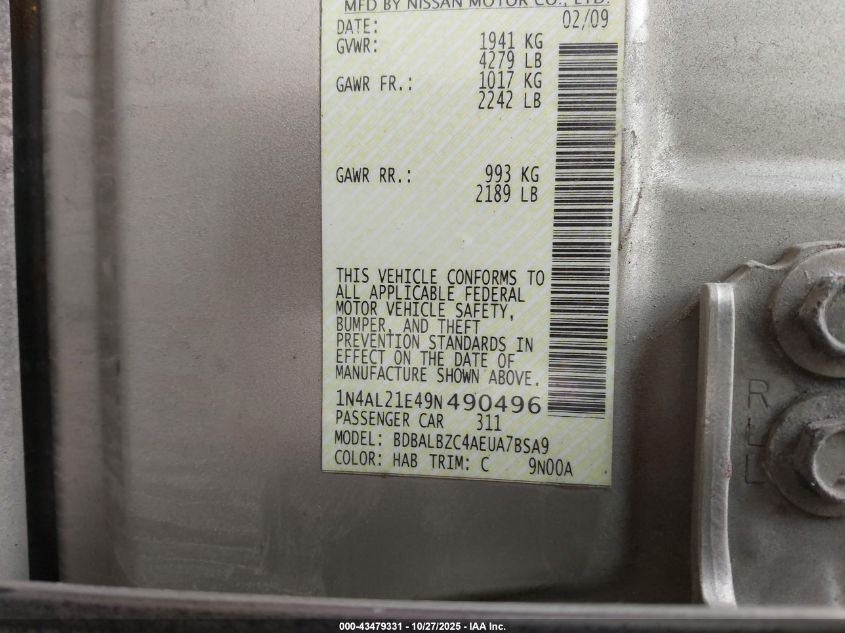 MFD BY NISSAN MOTOR CO., LTD.
DATE: 02/09
GVWR: 1941 KG
4279 LB
GAWR FR.: 1017 KG
2242 LB
GAWR RR.: 993 KG
2189 LB
THIS VEHICLE CONFORMS TO
ALL APPLICABLE FEDERAL
MOTOR VEHICLE SAFETY,
BUMPER, AND THEFT
PREVENTION STANDARDS IN
EFFECT ON THE DATE OF
MANUFACTURE SHOWN ABOVE.
1N4AL21E49N490496
PASSENGER CAR 311
MODEL: BDBALBZC4AEUA7BSA9
COLOR: HAB TRIM: C 9N00A
000-43479331 - 10/27/2025 - IAA Inc.